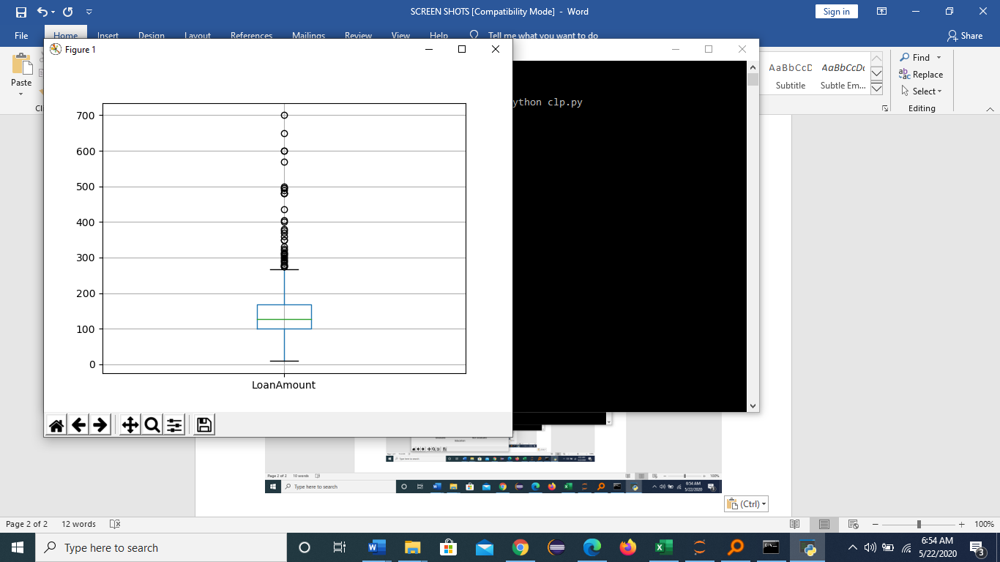 SCREEN SHOTS [Compatibility Mode] - Word
Sign in
File Home Insert Design Layout References Mailings Review View Help Tell me what you want to do
Share
Paste
Figure 1
AaBbCcD AaBbCcDc
Subtitle Subtle Em...
Find
Replace
Select
Editing
ython clp.py
700
600
500
400
300
200
100
0
LoanAmount
Page 2 of 2 10 words
100%
Type here to search
6:54 AM
5/22/2020
(Ctrl)
Page 2 of 2 12 words
100%
Type here to search
6:54 AM
5/22/2020
3